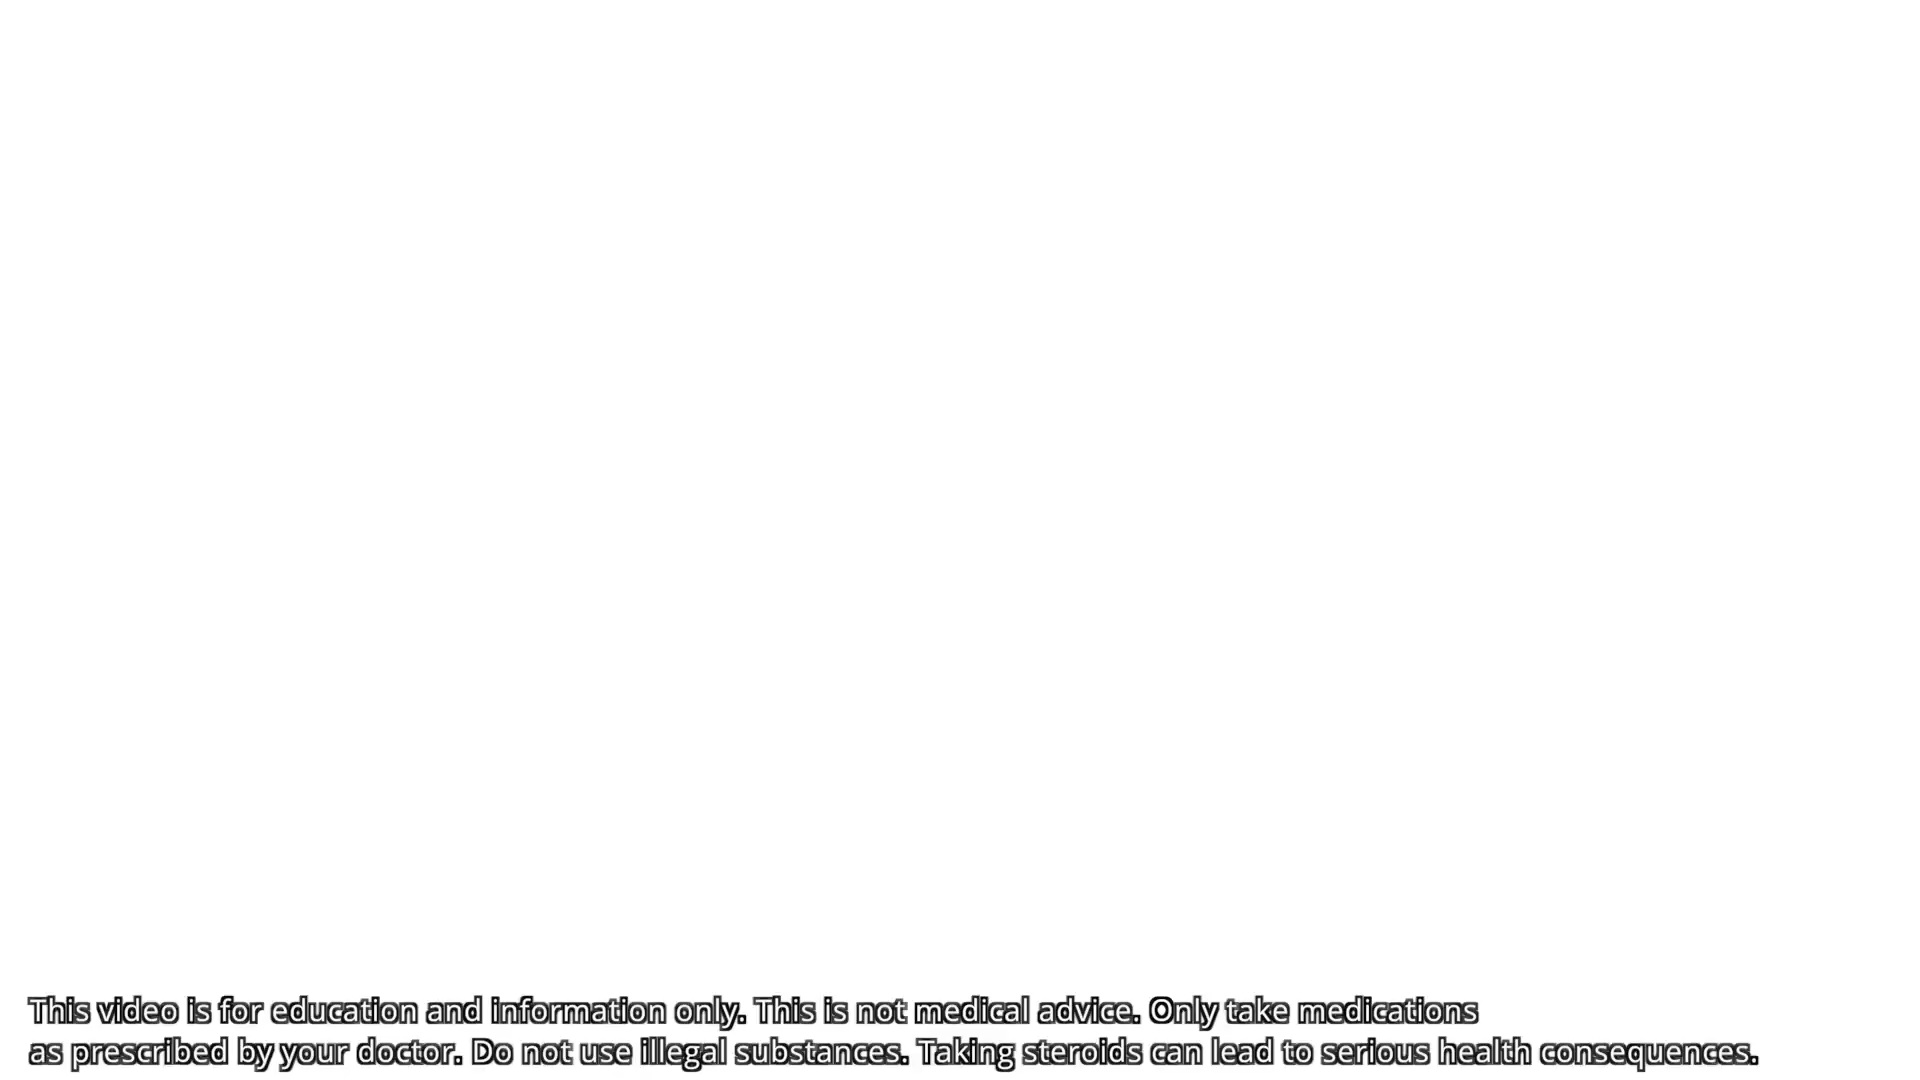 This video is for education and information only. This is not medical advice. Only take medications
as prescribed by your doctor. Do not use illegal substances. Taking steroids can lead to serious health consequences.